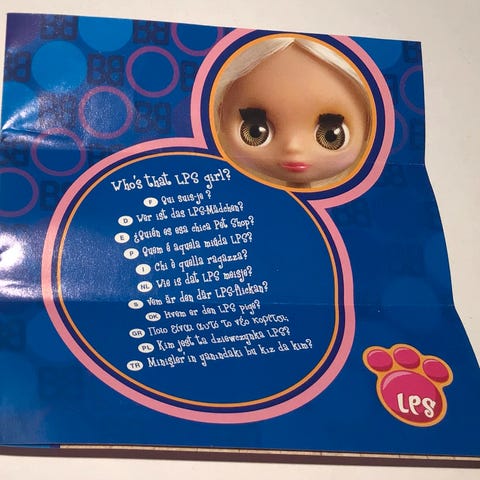 Who's that LPS girl?
F Qui suis-je ?
D Wer ist das LPS-Mädchen?
E ¿Quién es esa chica Pet Shop?
P Quem é aquela miúda LPS?
I Chi è quella ragazza?
NL Wie is dat LPS meisje?
S Vem är den där LPS-flickan?
DK Hvem er den LPS pige?
GR Ποιο είναι αυτό το νέο κορίτσι;
PL Kim jest ta dziewczynka LPS?
TR Minişler'in yanındaki bu kız da kim?
LPS